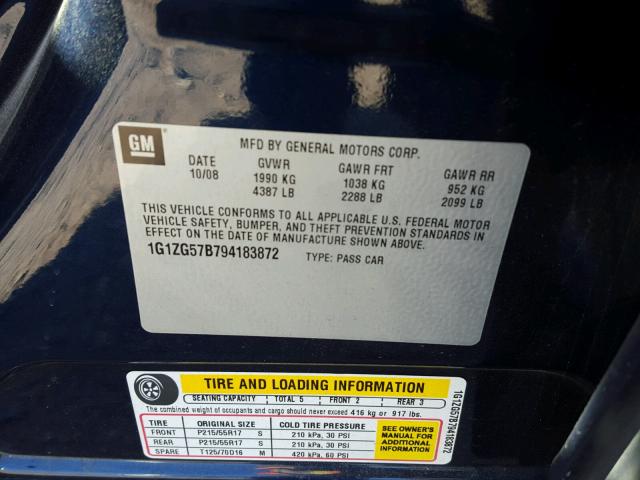 GM
MFD BY GENERAL MOTORS CORP.
DATE GVWR GAWR FRT GAWR RR
10/08 1990 KG 1038 KG 952 KG
4387 LB 2288 LB 2099 LB
THIS VEHICLE CONFORMS TO ALL APPLICABLE U.S. FEDERAL MOTOR
VEHICLE SAFETY, BUMPER, AND THEFT PREVENTION STANDARDS IN
EFFECT ON THE DATE OF MANUFACTURE SHOWN ABOVE.
1G1ZG57B794183872 TYPE: PASS CAR
TIRE AND LOADING INFORMATION
SEATING CAPACITY TOTAL 5 FRONT 2 REAR 3
The combined weight of occupants and cargo should never exceed 416 kg or 917 lbs.
TIRE ORIGINAL SIZE COLD TIRE PRESSURE
FRONT P215/55R17 S 210 kPa, 30 PSI
REAR P215/55R17 S 210 kPa, 30 PSI
SPARE T125/70D16 M 420 kPa, 60 PSI
SEE OWNER'S
MANUAL FOR
ADDITIONAL
INFORMATION
1G1ZG57B794183872